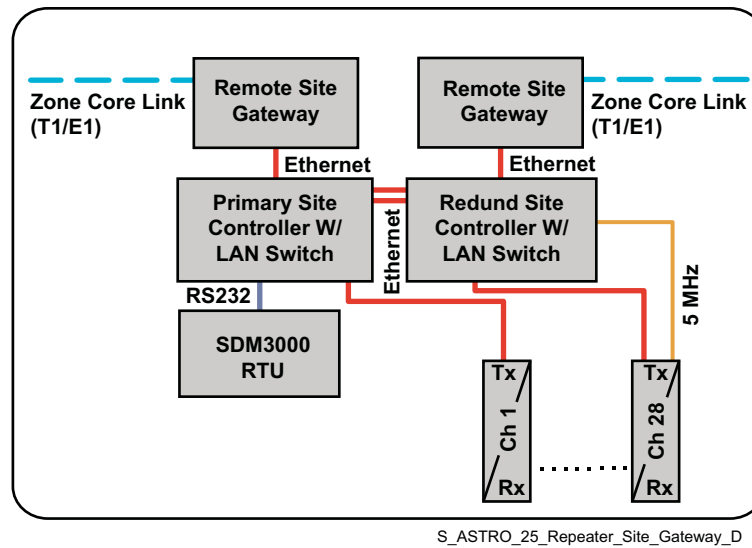 Remote Site
Gateway
Remote Site
Gateway
Zone Core Link
(T1/E1)
Zone Core Link
(T1/E1)
Ethernet
Ethernet
Primary Site
Controller W/
LAN Switch
Ethernet
Redund Site
Controller W/
LAN Switch
RS232
5 MHz
SDM3000
RTU
Tx
Ch 1
Rx
Tx
Ch 28
Rx
S_ASTRO_25_Repeater_Site_Gateway_D